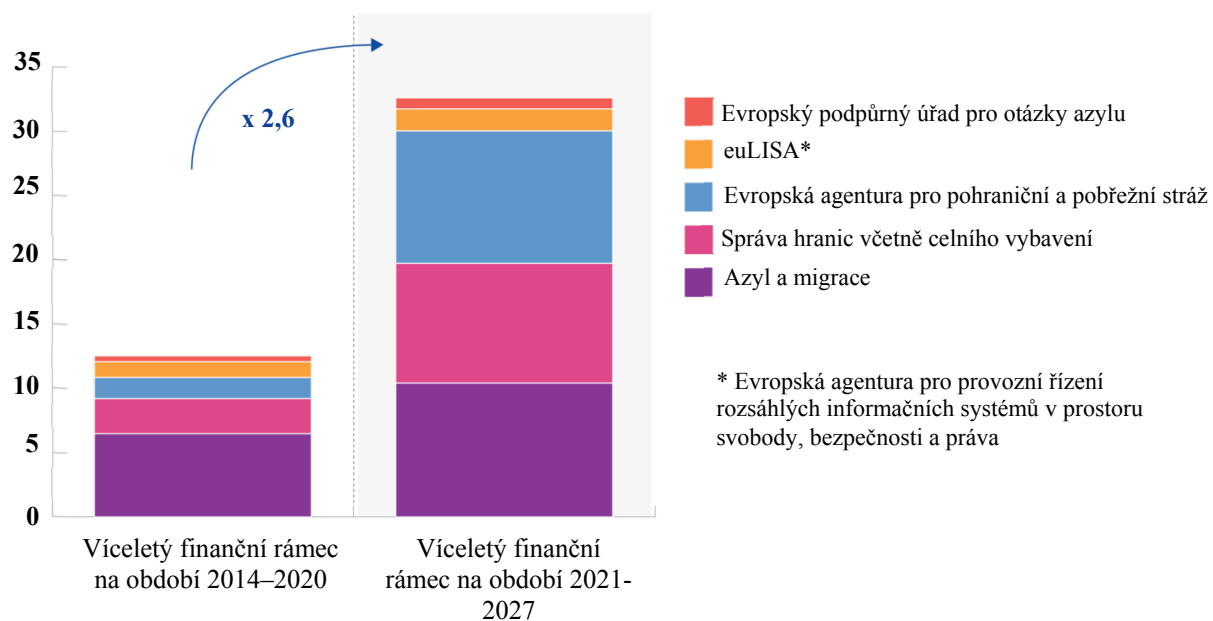 35
30
25
20
15
10
5
0
x 2,6
Víceletý finanční rámec
na období 2014–2020
Víceletý finanční
rámec na období 2021-
2027
Evropský podpůrný úřad pro otázky azylu
euLISA*
Evropská agentura pro pohraniční a pobřežní stráž
Správa hranic včetně celního vybavení
Azyl a migrace
* Evropská agentura pro provozní řízení
rozsáhlých informačních systémů v prostoru
svobody, bezpečnosti a práva